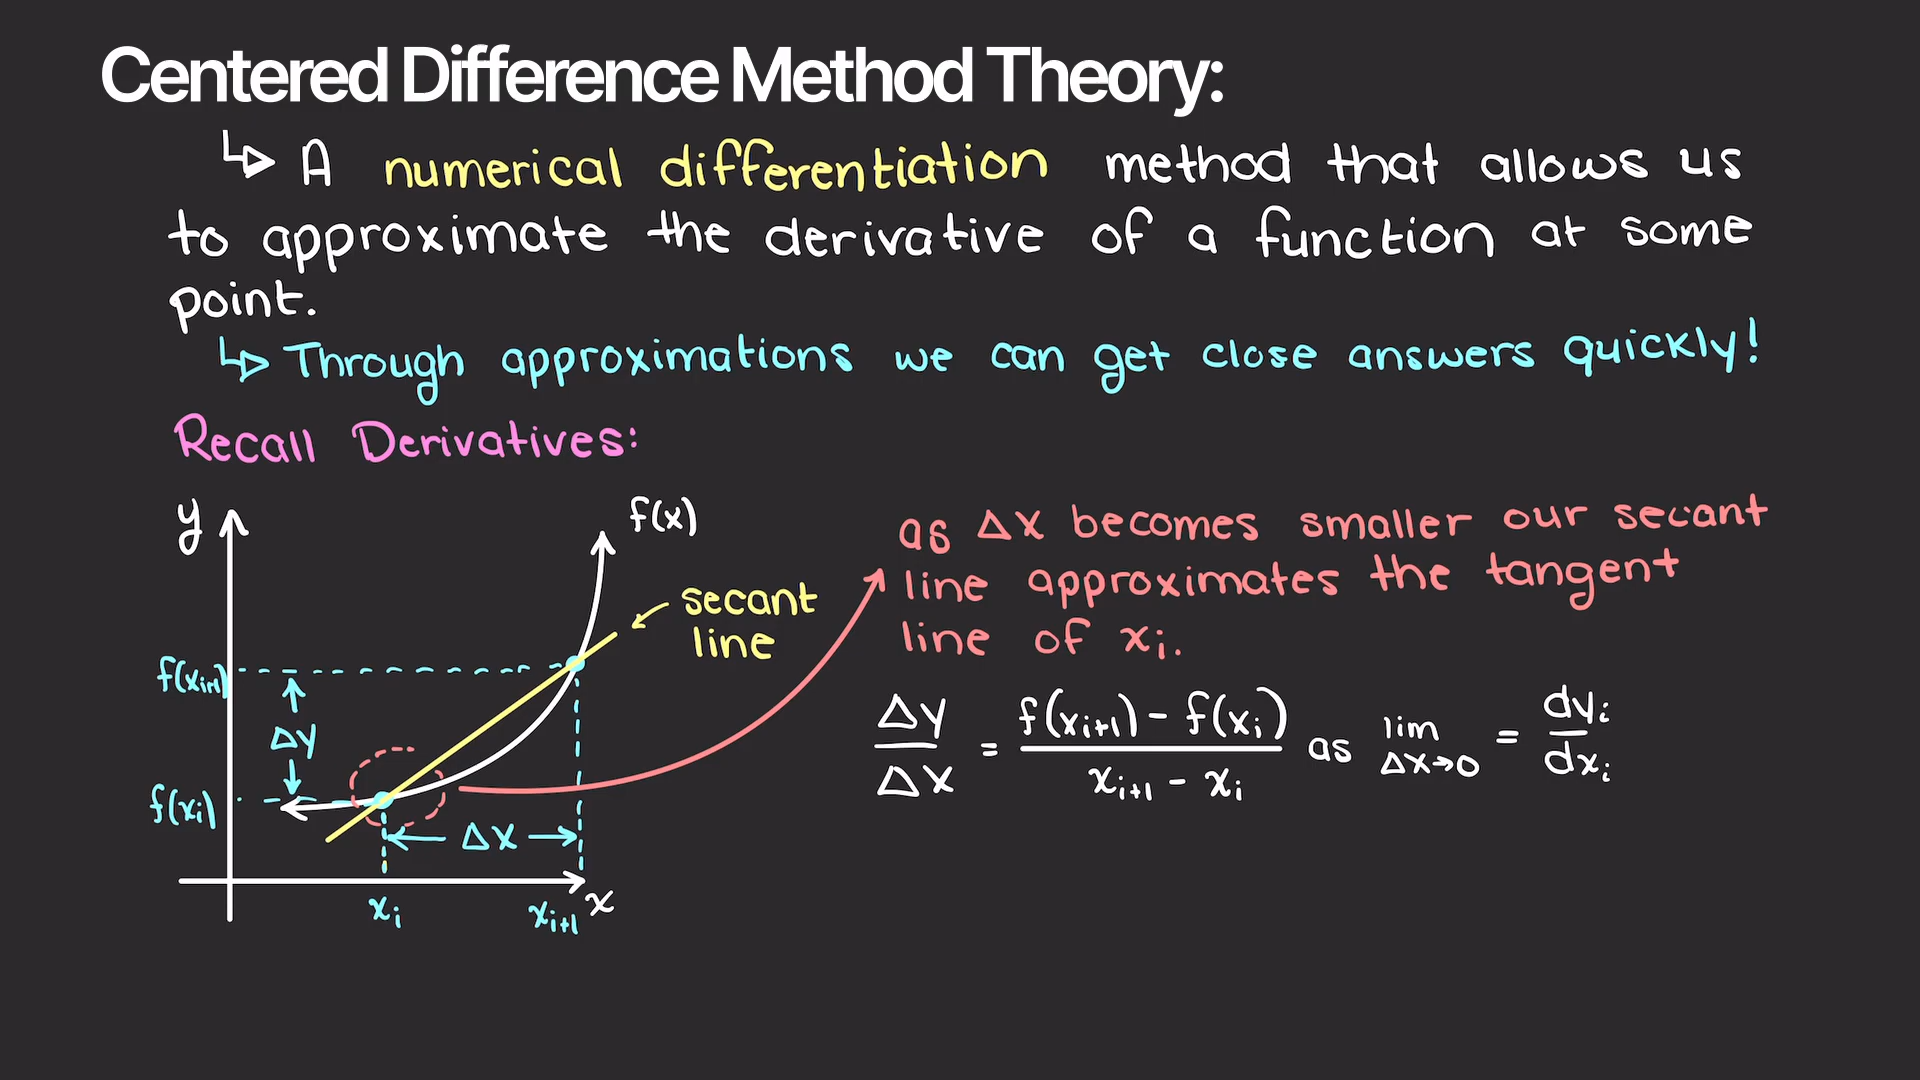 Centered Difference Method Theory:
↳ A numerical differentiation method that allows us
to approximate the derivative of a function at some
point.
↳ Through approximations we can get close answers quickly!
Recall Derivatives:
y
f(x)
secant
line
f(xᵢ₊₁)
Δy
f(xᵢ)
Δx
xᵢ
xᵢ₊₁
x
as Δx becomes smaller our secant
line approximates the tangent
line of xᵢ.
Δy/Δx = (f(xᵢ₊₁) - f(xᵢ))/(xᵢ₊₁ - xᵢ) as lim Δx→0 = dyᵢ/dxᵢ